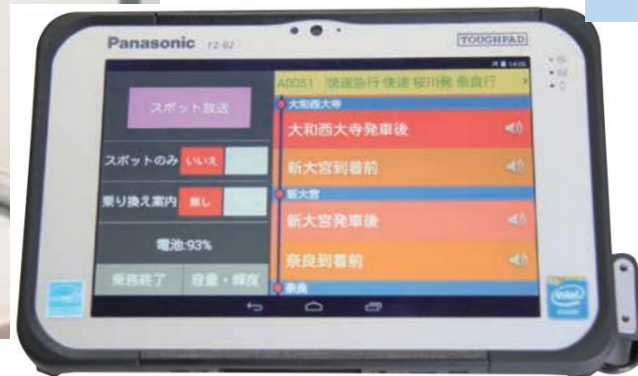 Panasonic FZ-B2
TOUGHPAD
14:06
A0051 快速急行 快速 桜川発 奈良行
スポット放送
大和西大寺
大和西大寺発車後
スポットのみ いいえ
新大宮到着前
乗り換え案内 無し
新大宮
新大宮発車後
電池:93%
奈良到着前
乗務終了 音量・輝度
奈良
intel